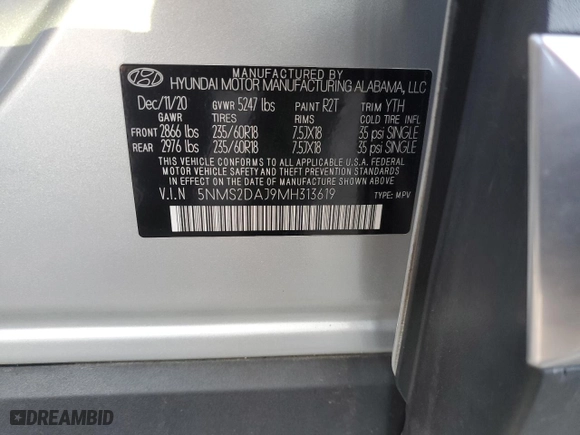 MANUFACTURED BY
HYUNDAI MOTOR MANUFACTURING ALABAMA, LLC
Dec/11/20 GVWR 5247 lbs PAINT R2T TRIM YTH
GAWR TIRES RIMS COLD TIRE INFL
FRONT 2866 lbs 235/60R18 7.5JX18 35 psi SINGLE
REAR 2976 lbs 235/60R18 7.5JX18 35 psi SINGLE
THIS VEHICLE CONFORMS TO ALL APPLICABLE U.S.A. FEDERAL
MOTOR VEHICLE SAFETY AND THEFT PREVENTION STANDARDS
IN EFFECT ON THE DATE OF MANUFACTURE SHOWN ABOVE.
V.I.N 5NMS2DAJ9MH313619 TYPE: M.P.V
DREAMBID